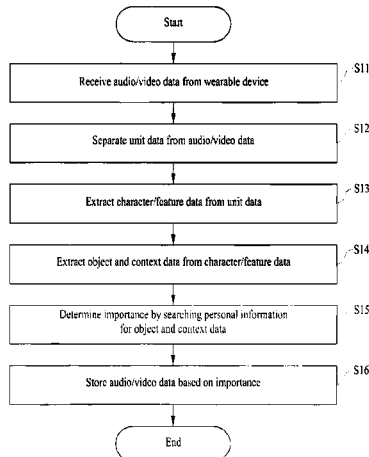 Start
S11
Receive audio/video data from wearable device
S12
Separate unit data from audio/video data
S13
Extract character/feature data from unit data
S14
Extract object and context data from character/feature data
S15
Determine importance by searching personal information
for object and context data
S16
Store audio/video data based on importance
End